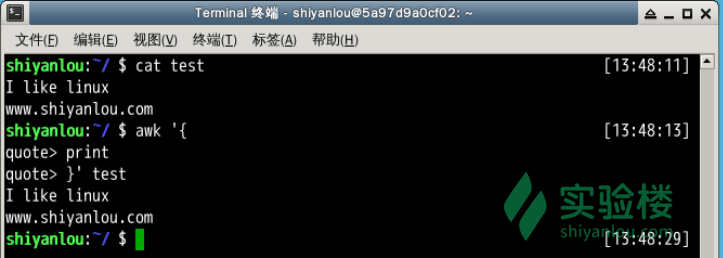 Terminal 终端 - shiyanlou@5a97d9a0cf02: ~
文件(F) 编辑(E) 视图(V) 终端(T) 标签(A) 帮助(H)
shiyanlou:~/ $ cat test [13:48:11]
I like linux
www.shiyanlou.com
shiyanlou:~/ $ awk '{ [13:48:13]
quote> print
quote> }' test
I like linux
www.shiyanlou.com
实验楼
shiyanlou.com
shiyanlou:~/ $ [13:48:29]